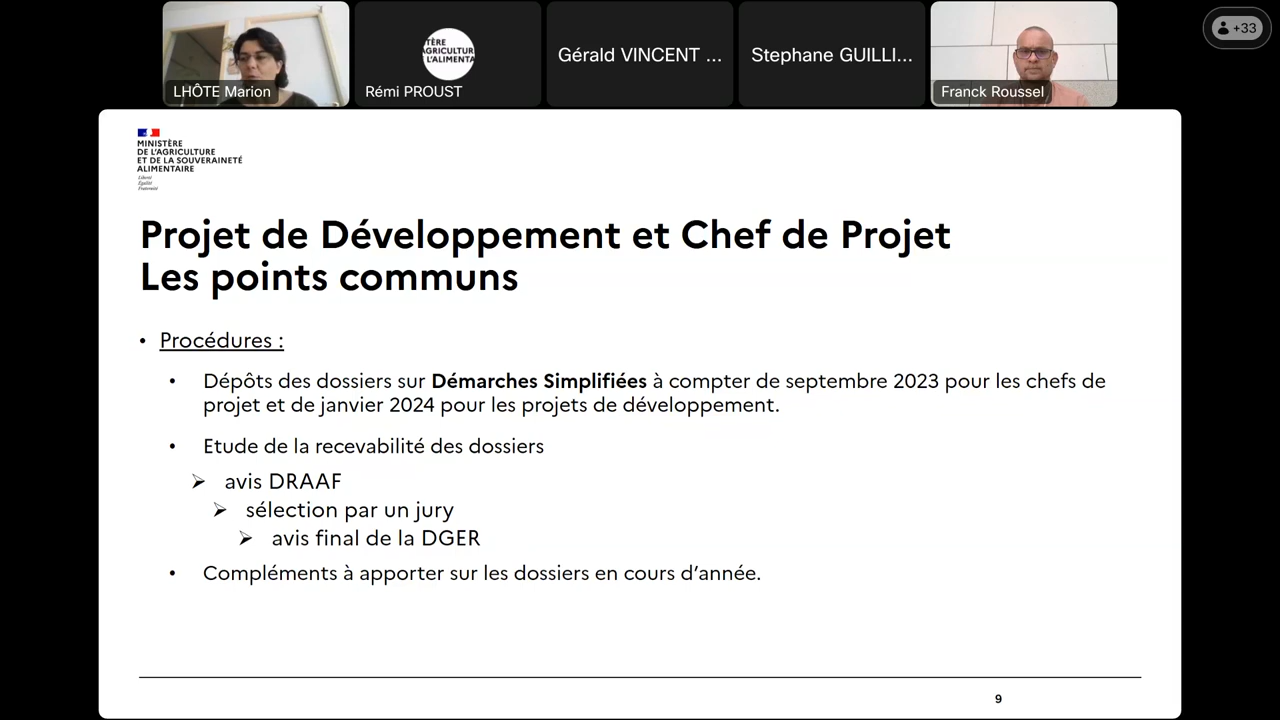 +33
TÈRE
AGRICULTUR
L'ALIMENTA
Gérald VINCENT ...
Stephane GUILLI...
LHÔTE Marion
Rémi PROUST
Franck Roussel
MINISTÈRE
DE L'AGRICULTURE
ET DE LA SOUVERAINETÉ
ALIMENTAIRE
Liberté
Égalité
Fraternité
Projet de Développement et Chef de Projet
Les points communs
• Procédures :
• Dépôts des dossiers sur Démarches Simplifiées à compter de septembre 2023 pour les chefs de
projet et de janvier 2024 pour les projets de développement.
• Etude de la recevabilité des dossiers
➢ avis DRAAF
➢ sélection par un jury
➢ avis final de la DGER
• Compléments à apporter sur les dossiers en cours d'année.
9